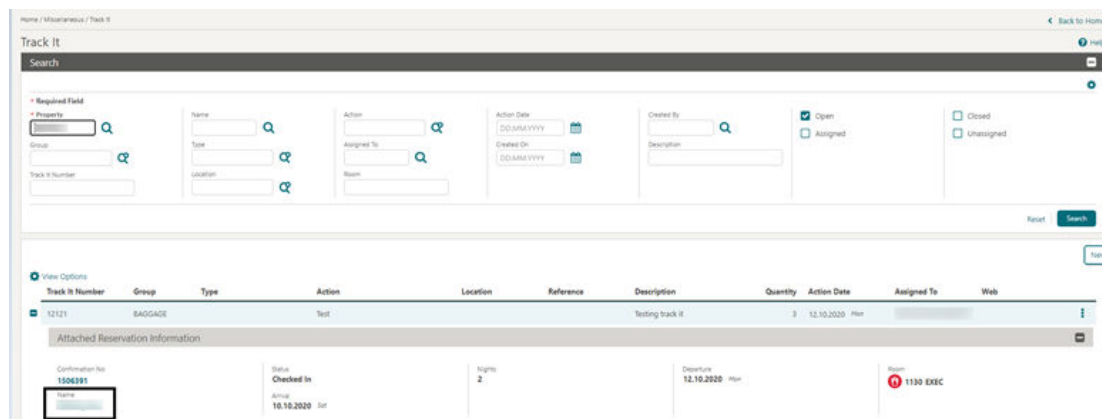 Home / Miscellaneous / Track It
Back to Hom
Track It
Help
Search
* Required Field
* Property
Name
Action
Action Date
DD.MM.YYYY
Created By
Open
Closed
Assigned
Unassigned
Group
Type
Assigned To
Created On
DD.MM.YYYY
Description
Track It Number
Location
Room
Reset
Search
New
View Options
Track It Number Group Type Action Location Reference Description Quantity Action Date Assigned To Web
12121 BAGGAGE Test Testing track it 3 12.10.2020 Mon
Attached Reservation Information
Confirmation No
1506391
Name
Status
Checked In
Arrival
10.10.2020 Sat
Nights
2
Departure
12.10.2020 Mon
Room
1130 EXEC